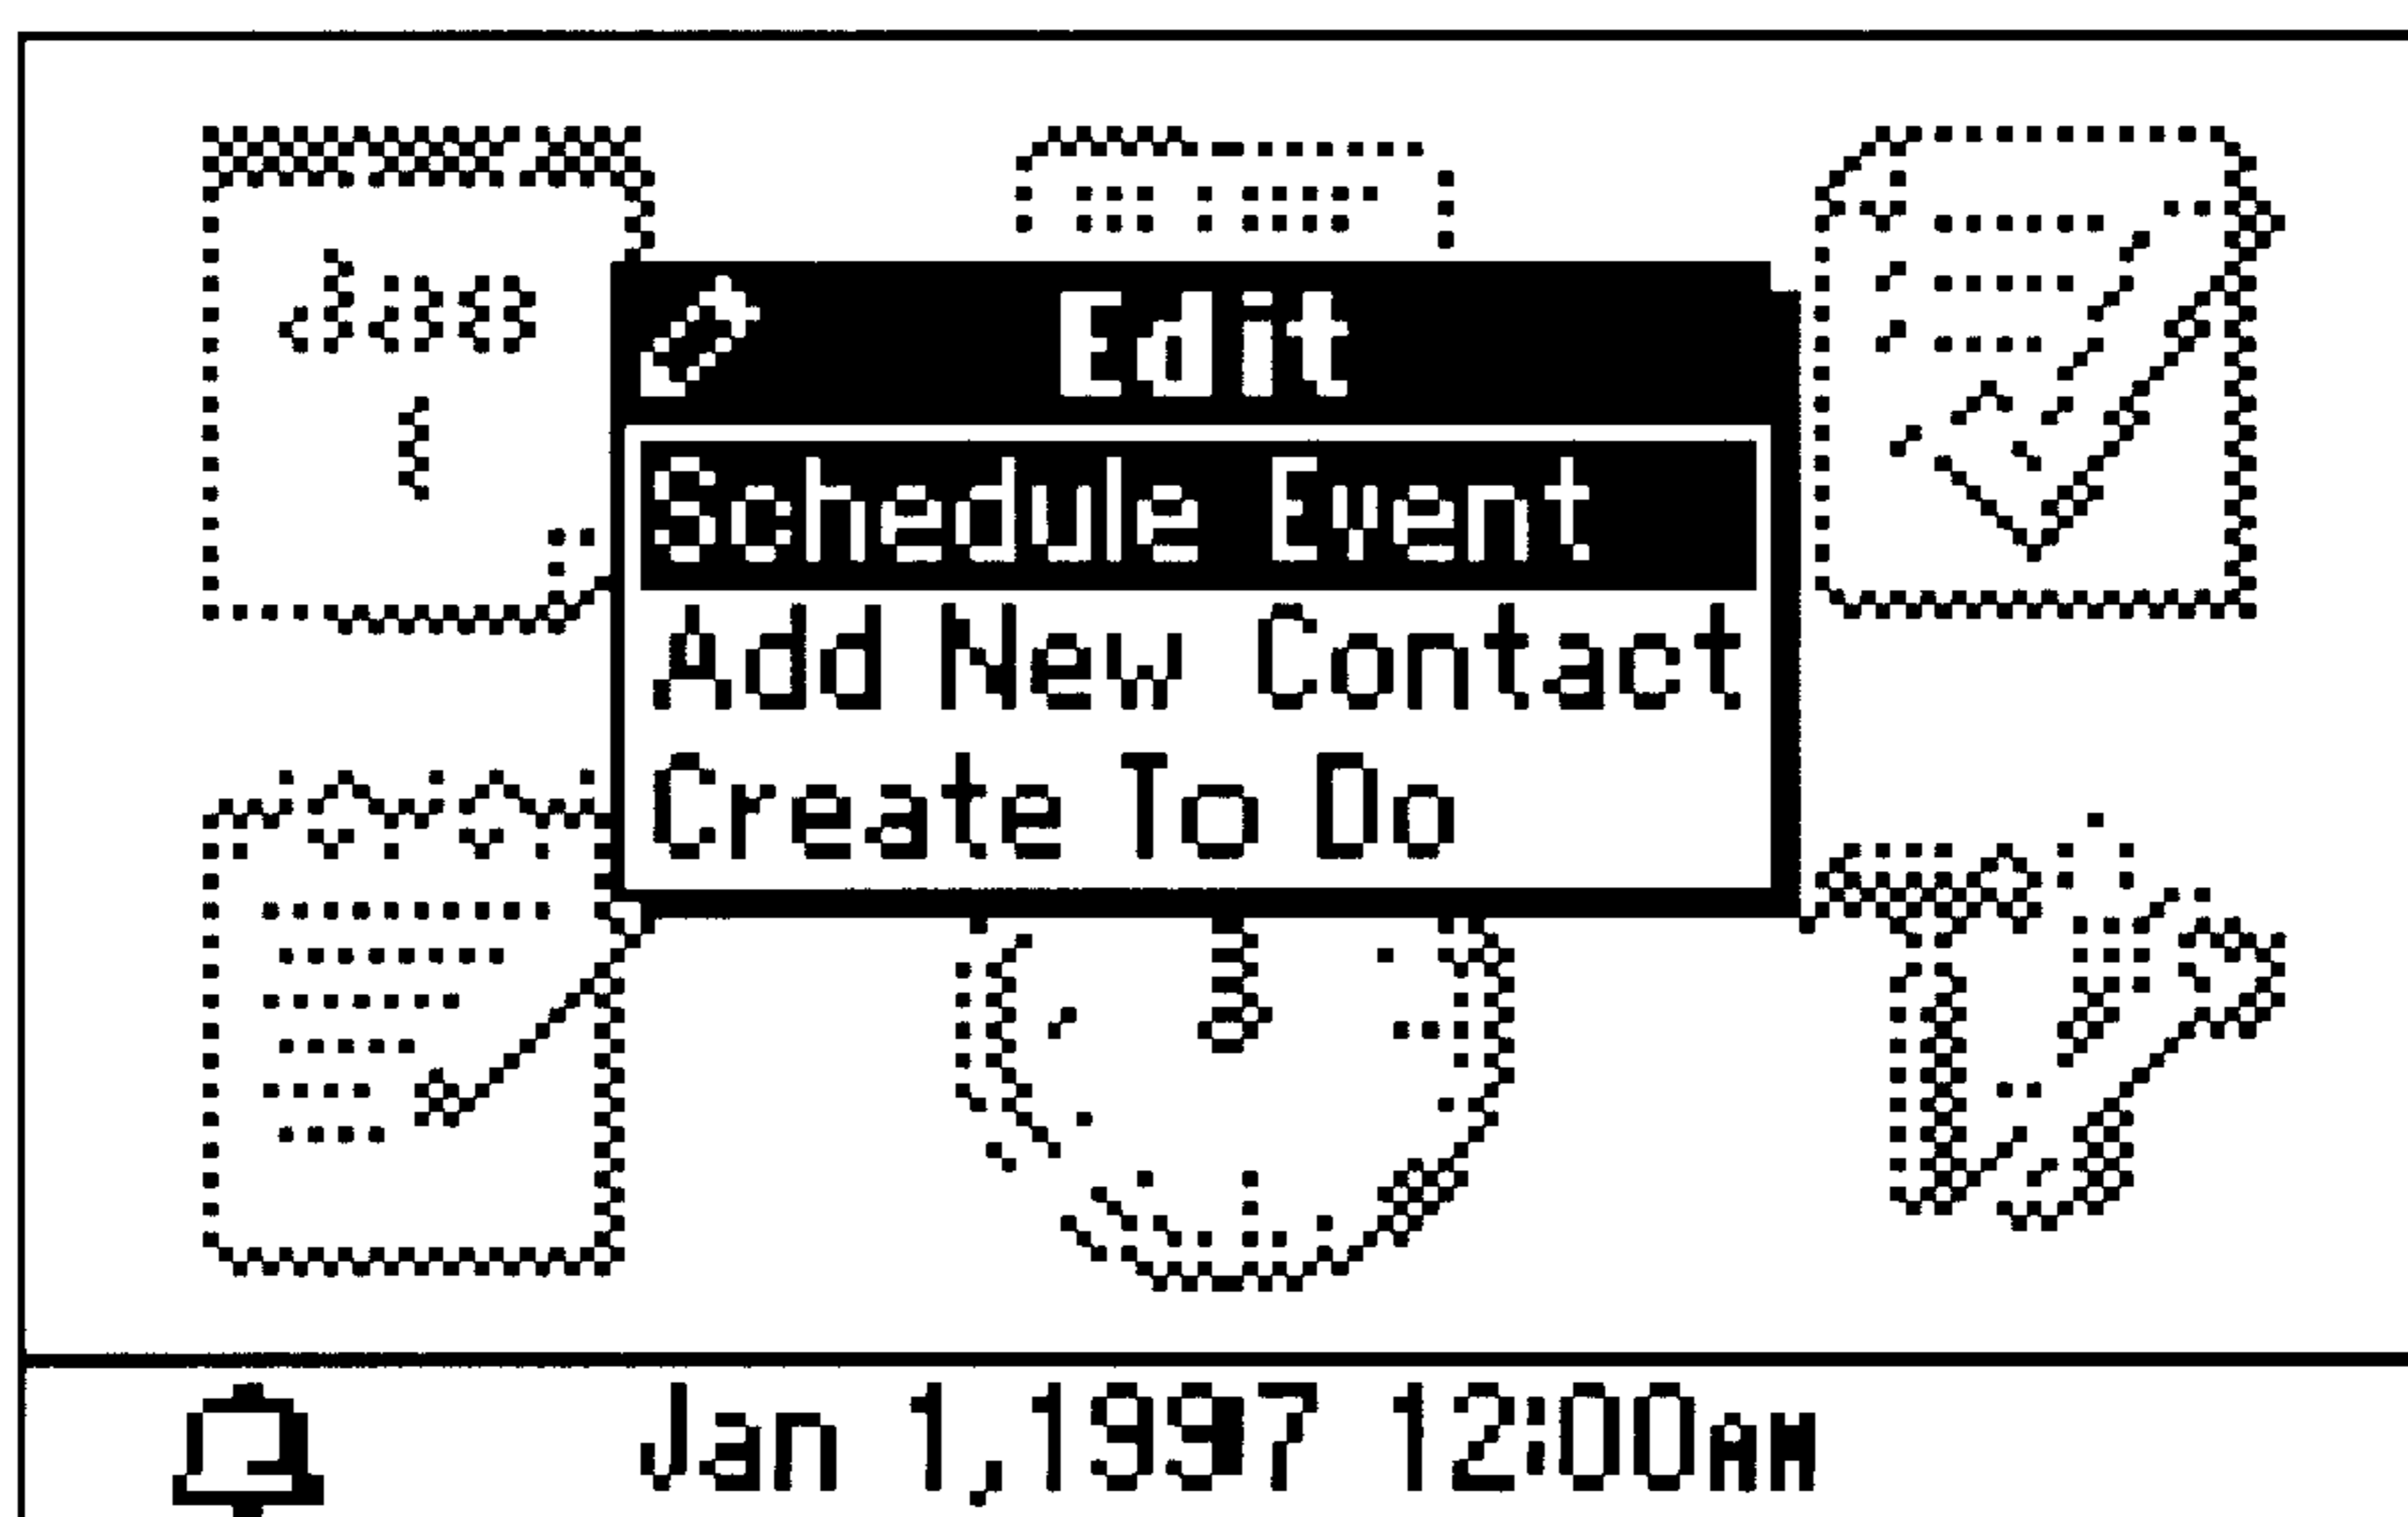 Edit
Schedule Event
Add New Contact
Create To Do
Jan 1,1997 12:00AM